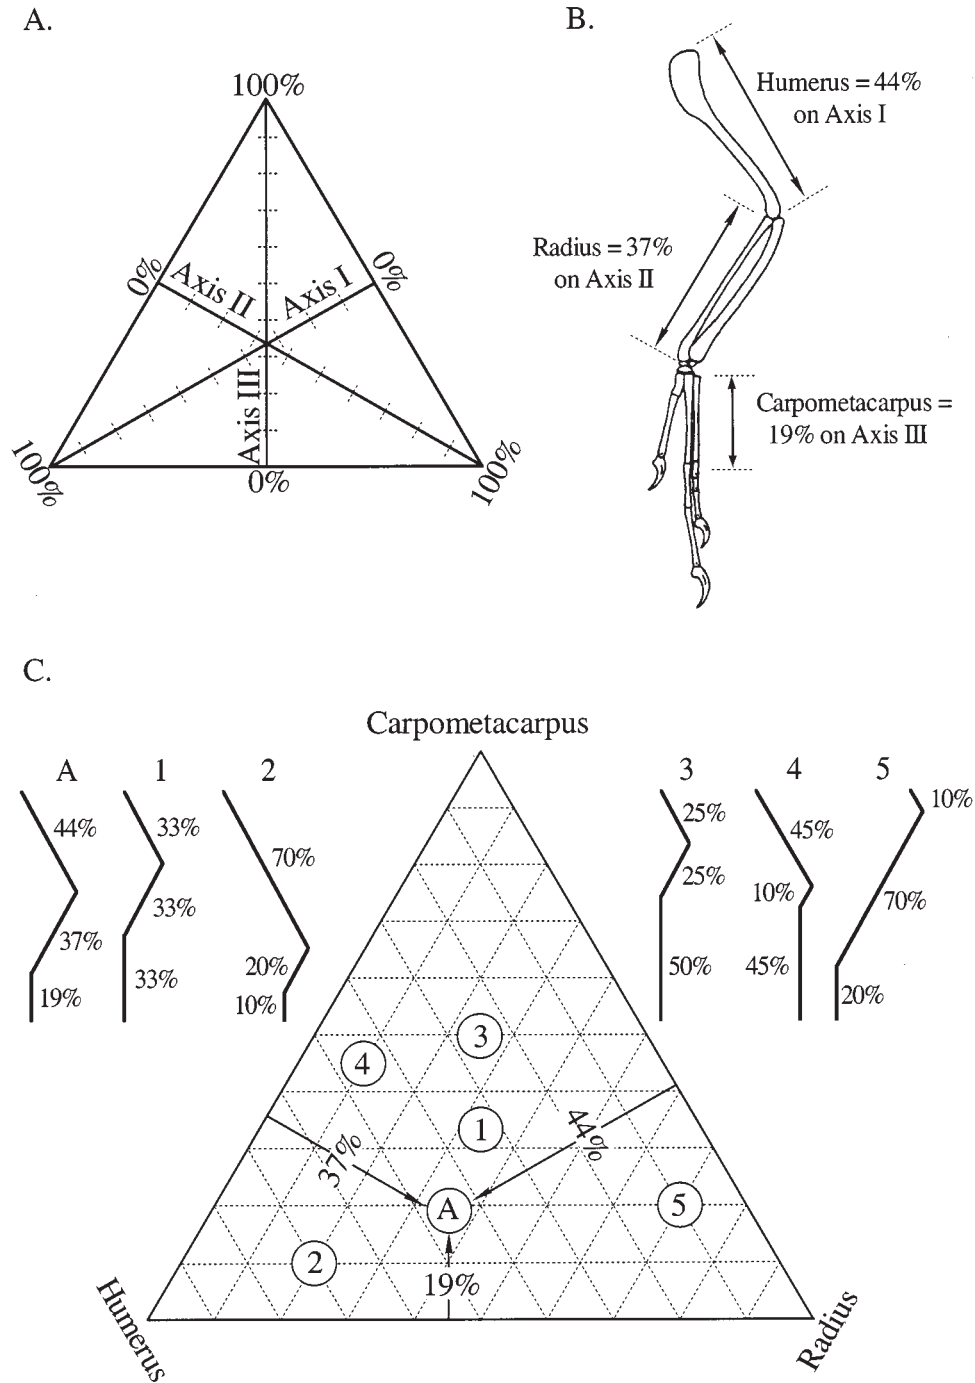 A.
100%
0%
Axis II
Axis I
0%
Axis III
100%
0%
100%
B.
Humerus = 44%
on Axis I
Radius = 37%
on Axis II
Carpometacarpus =
19% on Axis III
C.
Carpometacarpus
A
44%
37%
19%
1
33%
33%
33%
2
70%
20%
10%
3
25%
25%
50%
4
45%
10%
45%
5
10%
70%
20%
3
4
1
44%
37%
A
5
2
19%
Humerus
Radius